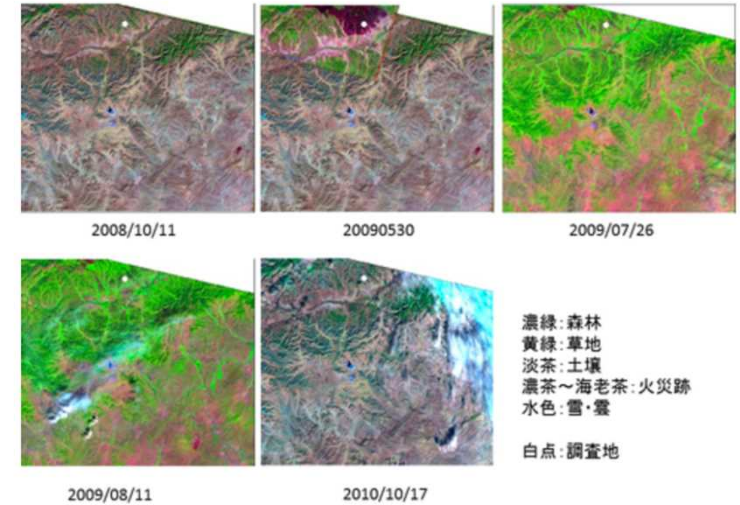 2008/10/11
20090530
2009/07/26
濃緑:森林
黄緑:草地
淡茶:土壌
濃茶～海老茶:火災跡
水色:雪・雲
白点:調査地
2009/08/11
2010/10/17